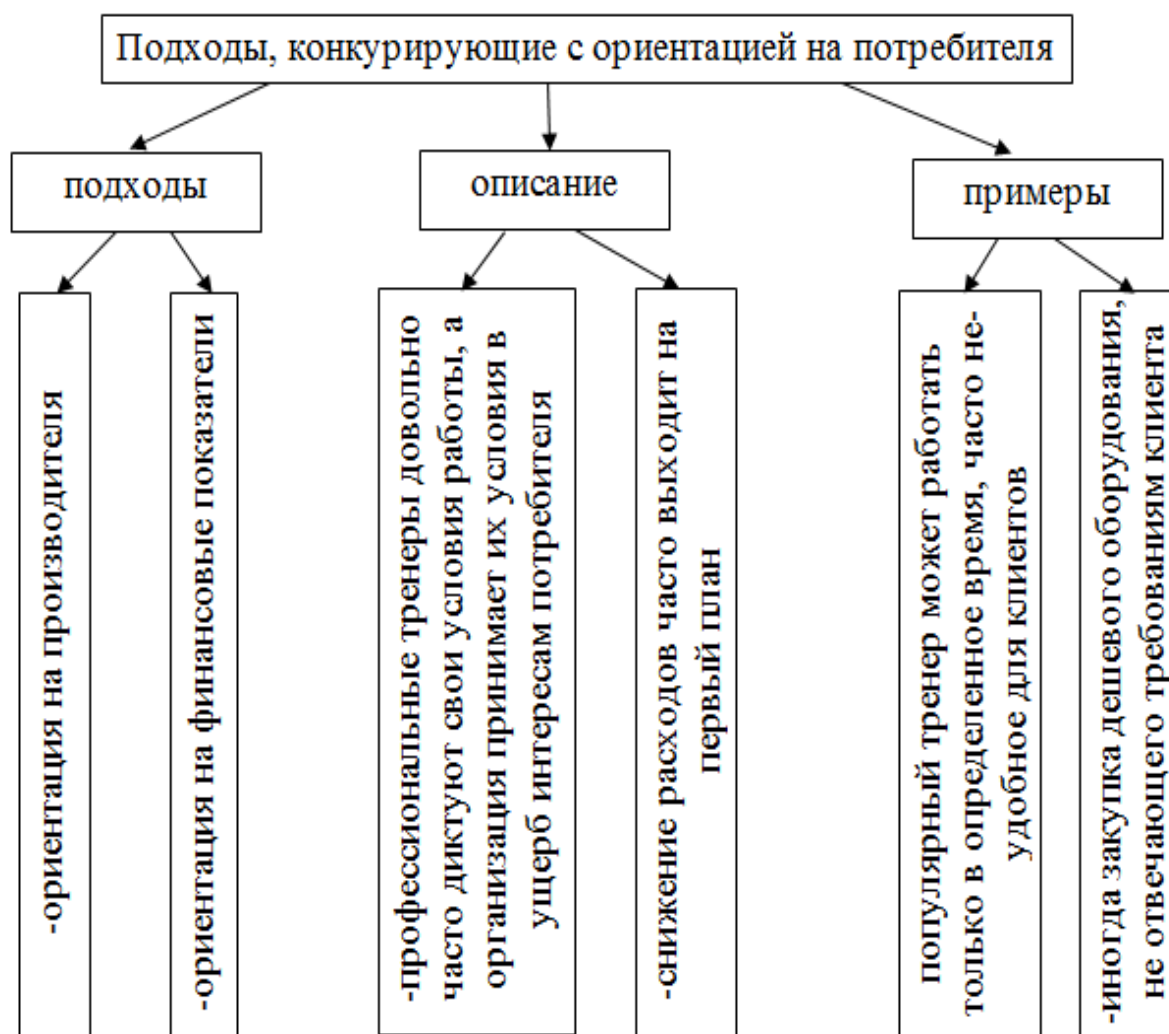 Подходы, конкурирующие с ориентацией на потребителя
подходы
описание
примеры
-ориентация на производителя
-ориентация на финансовые показатели
-профессиональные тренеры довольно
часто диктуют свои условия работы, а
организация принимает их условия в
ущерб интересам потребителя
-снижение расходов часто выходит на
первый план
популярный тренер может работать
только в определенное время, часто не-
удобное для клиентов
-иногда закупка дешевого оборудования,
не отвечающего требованиям клиента